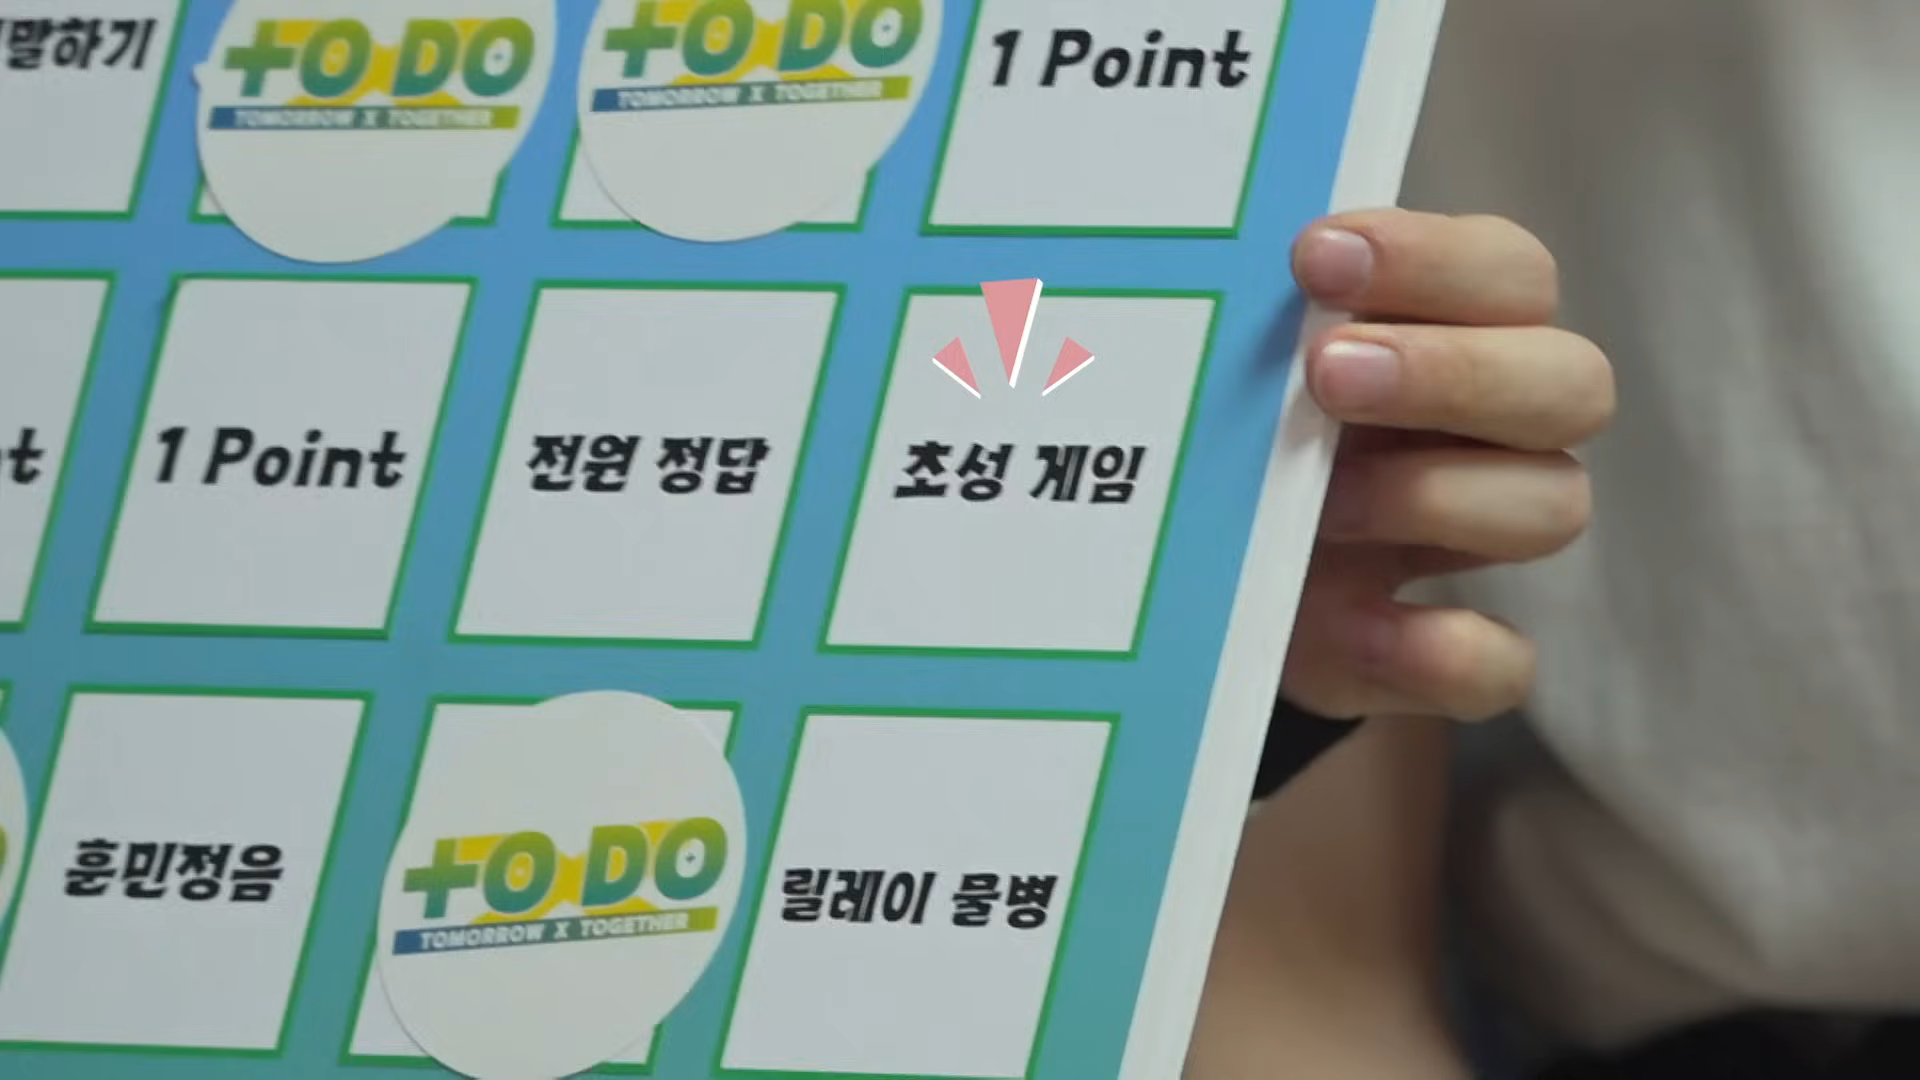 말하기
TO DO
TOMORROW X TOGETHER
TO DO
TOMORROW X TOGETHER
1 Point
1 Point
전원 정답
초성 게임
훈민정음
TO DO
TOMORROW X TOGETHER
릴레이 물병